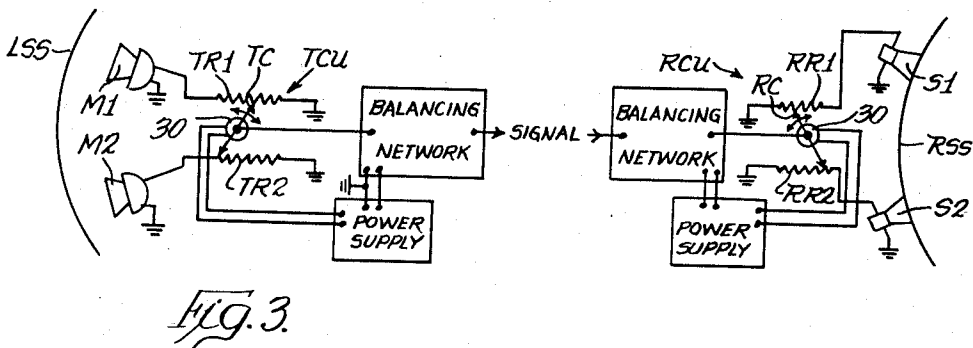 LSS
M1
TR1
TC
TCU
30
M2
TR2
BALANCING
NETWORK
POWER
SUPPLY
SIGNAL
BALANCING
NETWORK
POWER
SUPPLY
RCU
RC
RR1
30
RR2
S1
RSS
S2
Fig. 3.